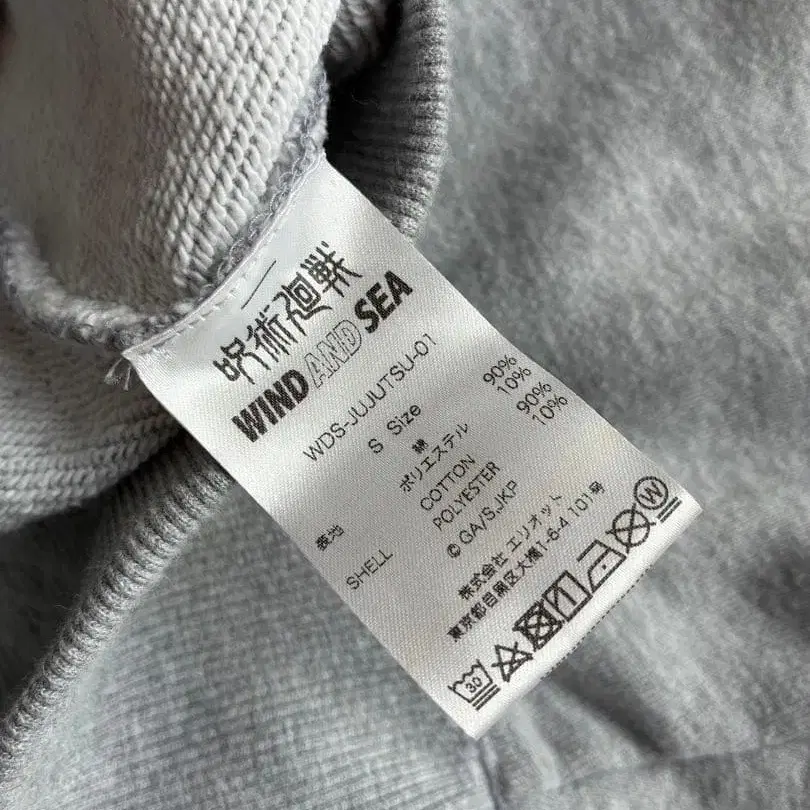 呪術廻戦
WIND AND SEA
WDS-JUJUTSU-01
S Size
表地 綿 90%
ポリエステル 10%
SHELL COTTON 90%
POLYESTER 10%
©GA/S,JKP
株式会社 エリオット
東京都目黒区大橋1-6-4 101号
30
W